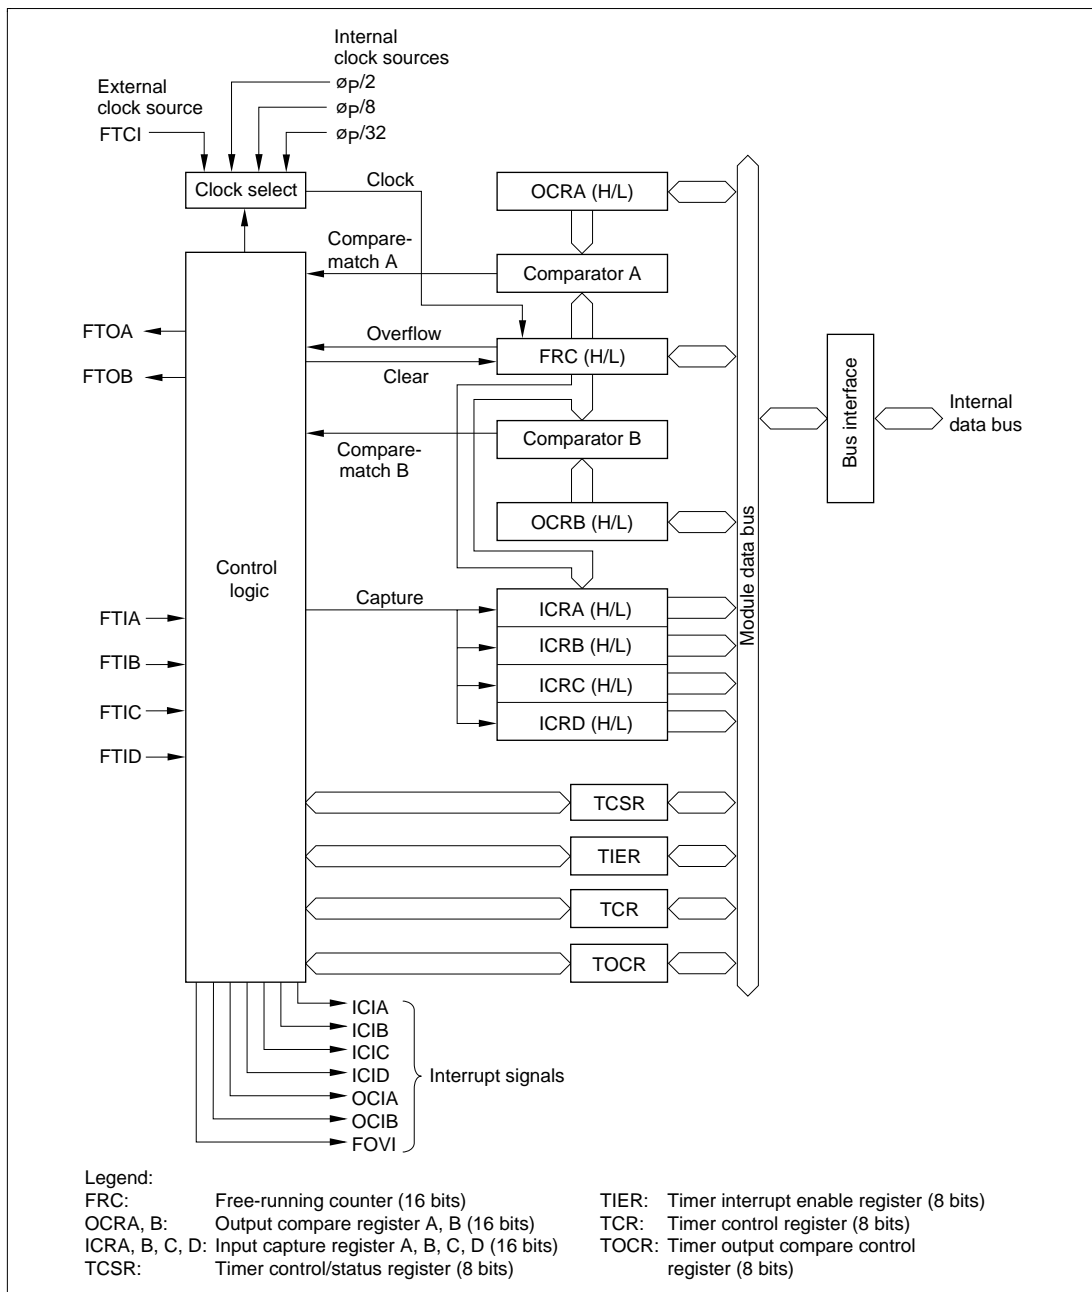 Internal
clock sources
External
clock source
øP/2
øP/8
FTCI
øP/32
Clock select
Clock
OCRA (H/L)
Compare-
match A
Comparator A
FTOA
Overflow
FRC (H/L)
FTOB
Clear
Compare-
match B
Comparator B
Bus interface
Internal
data bus
OCRB (H/L)
Module data bus
Control
logic
FTIA
Capture
ICRA (H/L)
FTIB
ICRB (H/L)
FTIC
ICRC (H/L)
FTID
ICRD (H/L)
TCSR
TIER
TCR
TOCR
ICIA
ICIB
ICIC
ICID
OCIA
OCIB
FOVI
Interrupt signals
Legend:
FRC: Free-running counter (16 bits)
OCRA, B: Output compare register A, B (16 bits)
ICRA, B, C, D: Input capture register A, B, C, D (16 bits)
TCSR: Timer control/status register (8 bits)
TIER: Timer interrupt enable register (8 bits)
TCR: Timer control register (8 bits)
TOCR: Timer output compare control
register (8 bits)